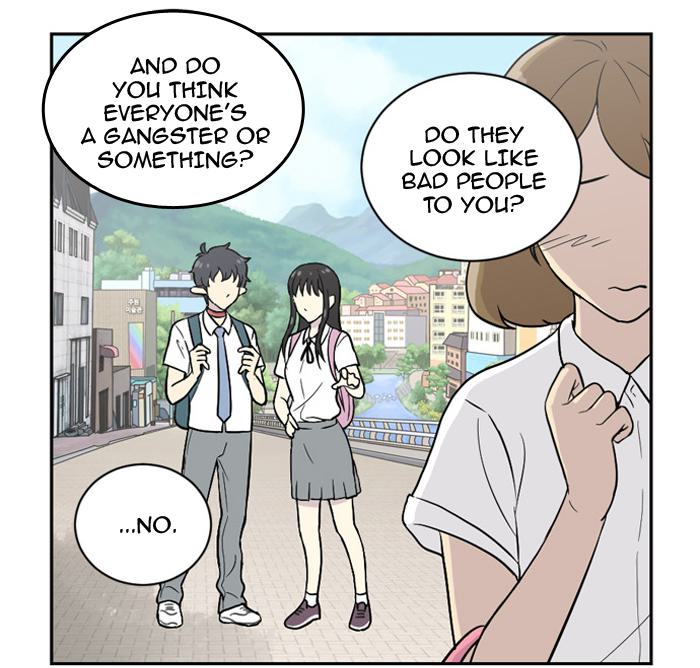 AND DO
YOU THINK
EVERYONE'S
A GANGSTER OR
SOMETHING?
DO THEY
LOOK LIKE
BAD PEOPLE
TO YOU?
...NO.